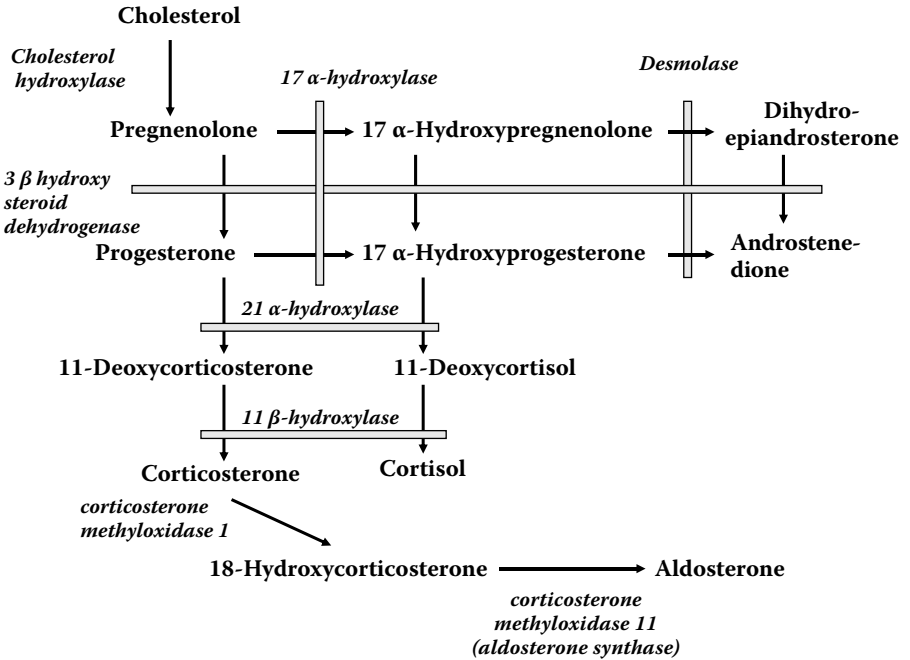 Cholesterol
Cholesterol
hydroxylase
17 α-hydroxylase
Desmolase
Pregnenolone
17 α-Hydroxypregnenolone
Dihydro-
epiandrosterone
3 β hydroxy
steroid
dehydrogenase
Progesterone
17 α-Hydroxyprogesterone
Androstene-
dione
21 α-hydroxylase
11-Deoxycorticosterone
11-Deoxycortisol
11 β-hydroxylase
Corticosterone
Cortisol
corticosterone
methyloxidase 1
18-Hydroxycorticosterone
Aldosterone
corticosterone
methyloxidase 11
(aldosterone synthase)